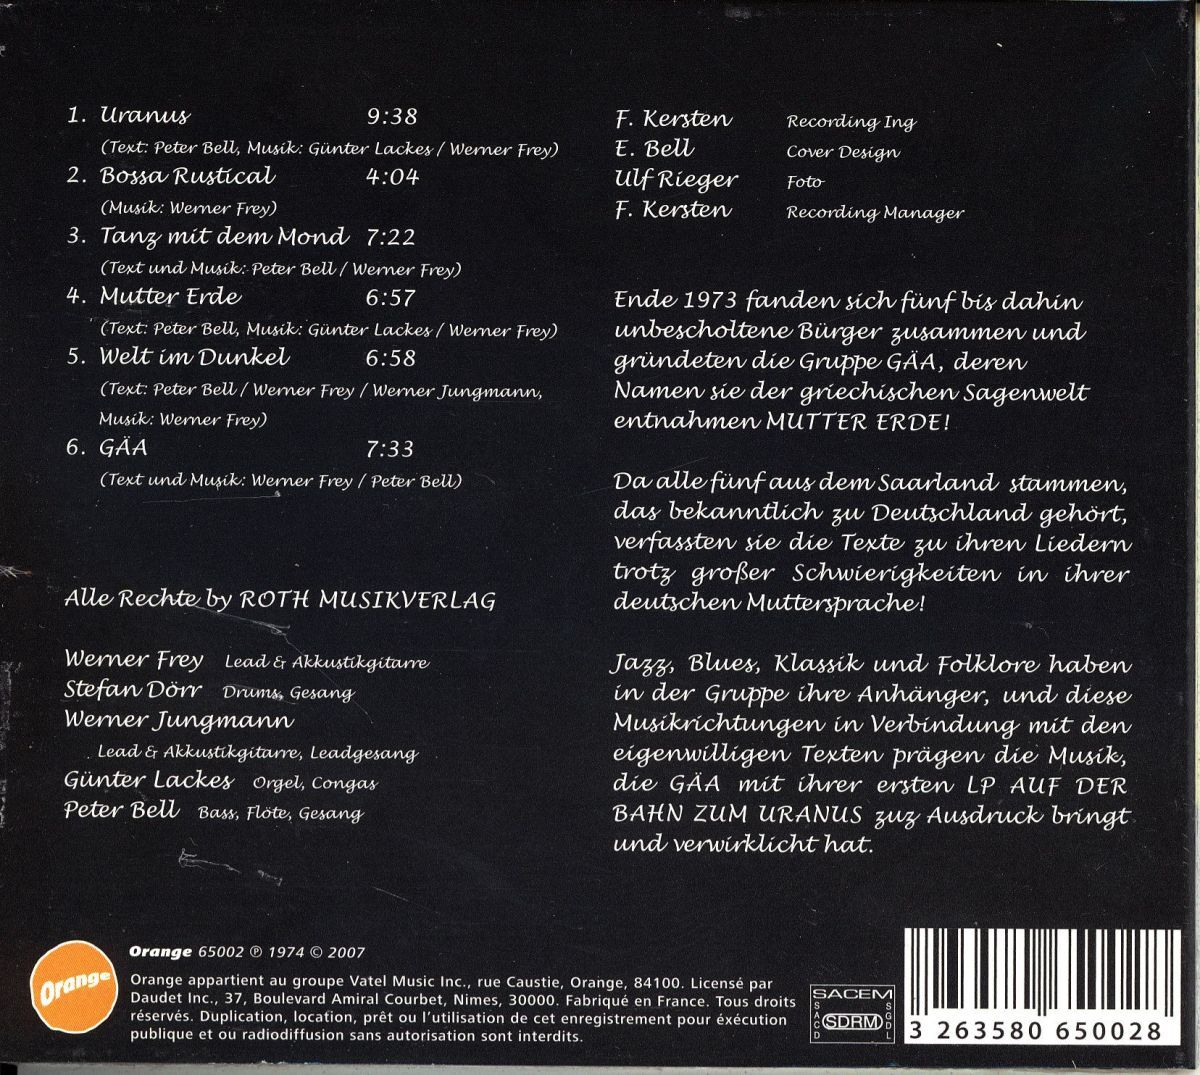 1. Uranus 9:38
(Text: Peter Bell, Musik: Günter Lackes / Werner Frey)
2. Bossa Rustical 4:04
(Musik: Werner Frey)
3. Tanz mit dem Mond 7:22
(Text und Musik: Peter Bell / Werner Frey)
4. Mutter Erde 6:57
(Text: Peter Bell, Musik: Günter Lackes / Werner Frey)
5. Welt im Dunkel 6:58
(Text: Peter Bell / Werner Frey / Werner Jungmann,
Musik: Werner Frey)
6. GÄA 7:33
(Text und Musik: Werner Frey / Peter Bell)
Alle Rechte by ROTH MUSIKVERLAG
Werner Frey Lead & Akkustikgitarre
Stefan Dörr Drums, Gesang
Werner Jungmann
Lead & Akkustikgitarre, Leadgesang
Günter Lackes Orgel, Congas
Peter Bell Bass, Flöte, Gesang
F. Kersten Recording Ing
E. Bell Cover Design
Ulf Rieger Foto
F. Kersten Recording Manager
Ende 1973 fanden sich fünf bis dahin
unbescholtene Bürger zusammen und
gründeten die Gruppe GÄA, deren
Namen sie der griechischen Sagenwelt
entnahmen MUTTER ERDE!
Da alle fünf aus dem Saarland stammen,
das bekanntlich zu Deutschland gehört,
verfassten sie die Texte zu ihren Liedern
trotz großer Schwierigkeiten in ihrer
deutschen Muttersprache!
Jazz, Blues, Klassik und Folklore haben
in der Gruppe ihre Anhänger, und diese
Musikrichtungen in Verbindung mit den
eigenwilligen Texten prägen die Musik,
die GÄA mit ihrer ersten LP AUF DER
BAHN ZUM URANUS zuz Ausdruck bringt
und verwirklicht hat.
Orange
Orange 65002 ℗ 1974 © 2007
Orange appartient au groupe Vatel Music Inc., rue Caustie, Orange, 84100. Licensé par
Daudet Inc., 37, Boulevard Amiral Courbet, Nimes, 30000. Fabriqué en France. Tous droits
réservés. Duplication, location, prêt ou l'utilisation de cet enregistrement pour éxécution
publique et ou radiodiffusion sans autorisation sont interdits.
SACEM
SACD
SDRM
SGDL
3 263580 650028